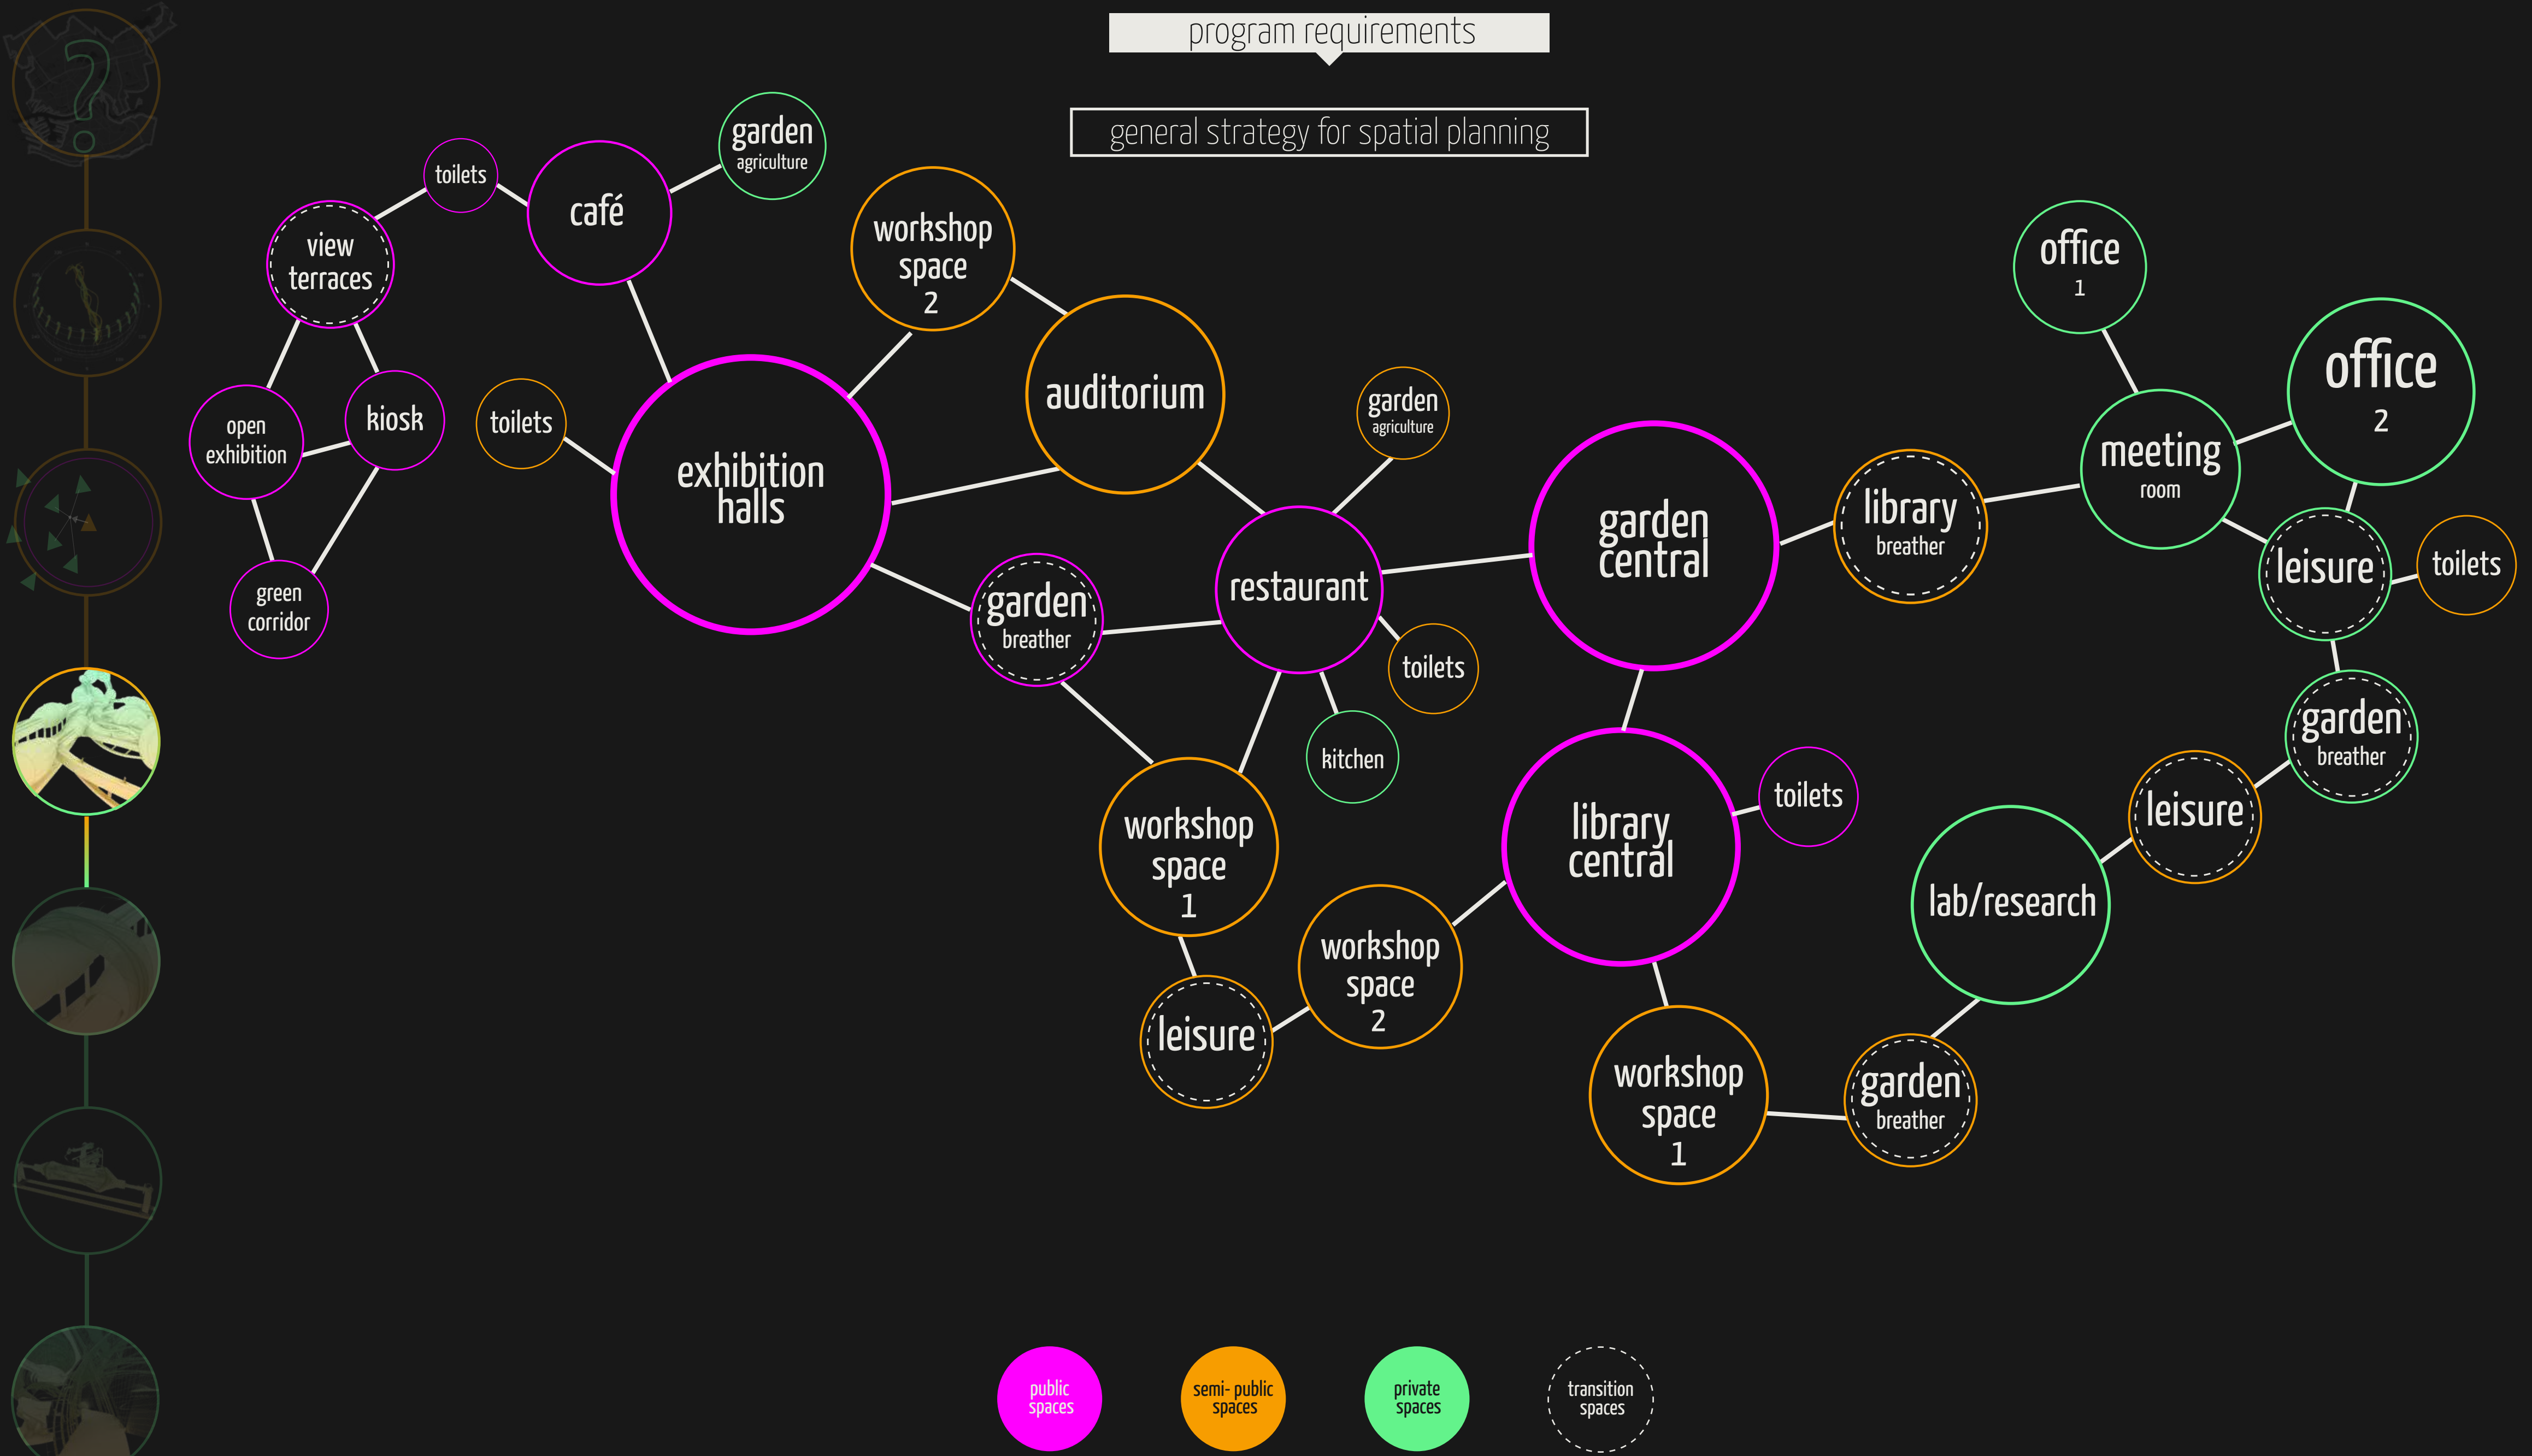 program requirements
general strategy for spatial planning
?
toilets
café
garden
agriculture
view
terraces
open
exhibition
kiosk
green
corridor
toilets
exhibition
halls
workshop
space
2
auditorium
garden
agriculture
garden
breather
restaurant
toilets
kitchen
workshop
space
1
leisure
workshop
space
2
garden
central
library
central
toilets
workshop
space
1
garden
breather
lab/research
leisure
garden
breather
library
breather
office
1
meeting
room
office
2
leisure
toilets
public
spaces
semi- public
spaces
private
spaces
transition
spaces